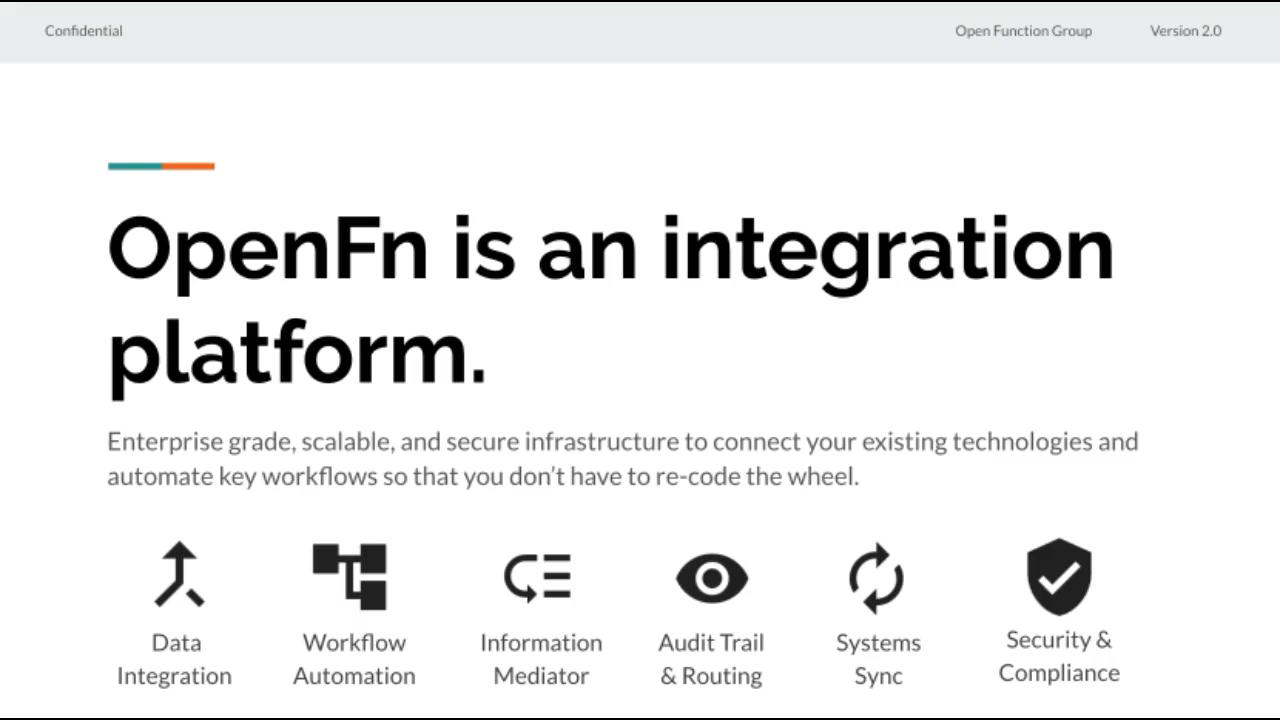 Confidential Open Function Group Version 2.0
OpenFn is an integration
platform.
Enterprise grade, scalable, and secure infrastructure to connect your existing technologies and
automate key workflows so that you don’t have to re-code the wheel.
Data
Integration
Workflow
Automation
Information
Mediator
Audit Trail
& Routing
Systems
Sync
Security &
Compliance